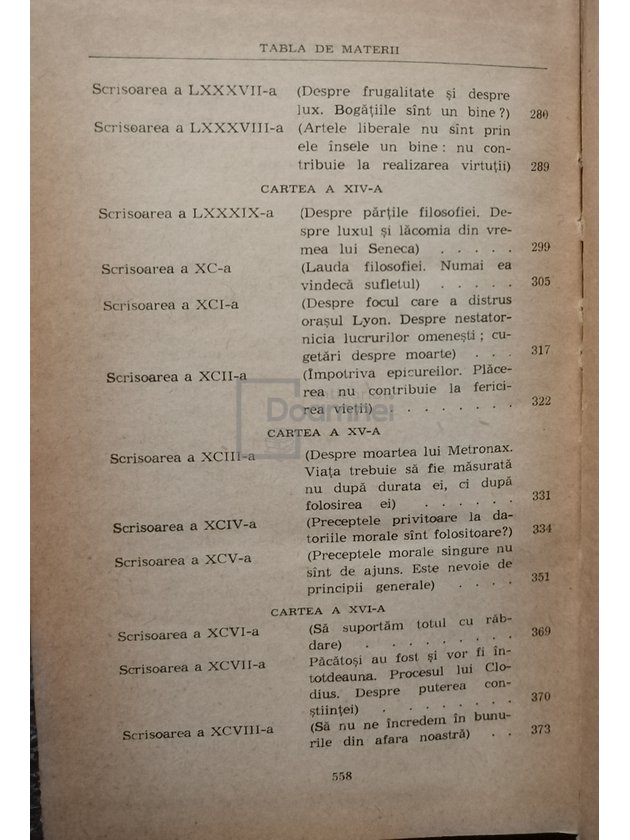 TABLA DE MATERII
Scrisoarea a LXXXVII-a (Despre frugalitate și despre
lux. Bogățiile sînt un bine?) 280
Scrisoarea a LXXXVIII-a (Artele liberale nu sînt prin
ele însele un bine : nu con-
tribuie la realizarea virtuții) 289
CARTEA A XIV-A
Scrisoarea a LXXXIX-a (Despre părțile filosofiei. De-
spre luxul și lăcomia din vre-
mea lui Seneca) . . . . . 299
Scrisoarea a XC-a (Lauda filosofiei. Numai ea
vindecă sufletul) . . . . . 305
Scrisoarea a XCI-a (Despre focul care a distrus
orașul Lyon. Despre nestator-
nicia lucrurilor omenești ; cu-
getări despre moarte) . . . 317
Scrisoarea a XCII-a (Împotriva epicureilor. Plăce-
rea nu contribuie la ferici-
rea vieții) . . . . . . . . 322
CARTEA A XV-A
Scrisoarea a XCIII-a (Despre moartea lui Metronax.
Viața trebuie să fie măsurată
nu după durata ei, ci după
folosirea ei) . . . . . . 331
Scrisoarea a XCIV-a (Preceptele privitoare la da-
toriile morale sînt folositoare?) 334
Scrisoarea a XCV-a (Preceptele morale singure nu
sînt de ajuns. Este nevoie de
principii generale) . . . . 351
CARTEA A XVI-A
Scrisoarea a XCVI-a (Să suportăm totul cu răb-
dare) . . . . . . . . . 369
Scrisoarea a XCVII-a Păcătoși au fost și vor fi în-
totdeauna. Procesul lui Clo-
dius. Despre puterea con-
științei) . . . . . . . . 370
Scrisoarea a XCVIII-a (Să nu ne încredem în bunu-
rile din afara noastră) . . 373
558
Doamnei